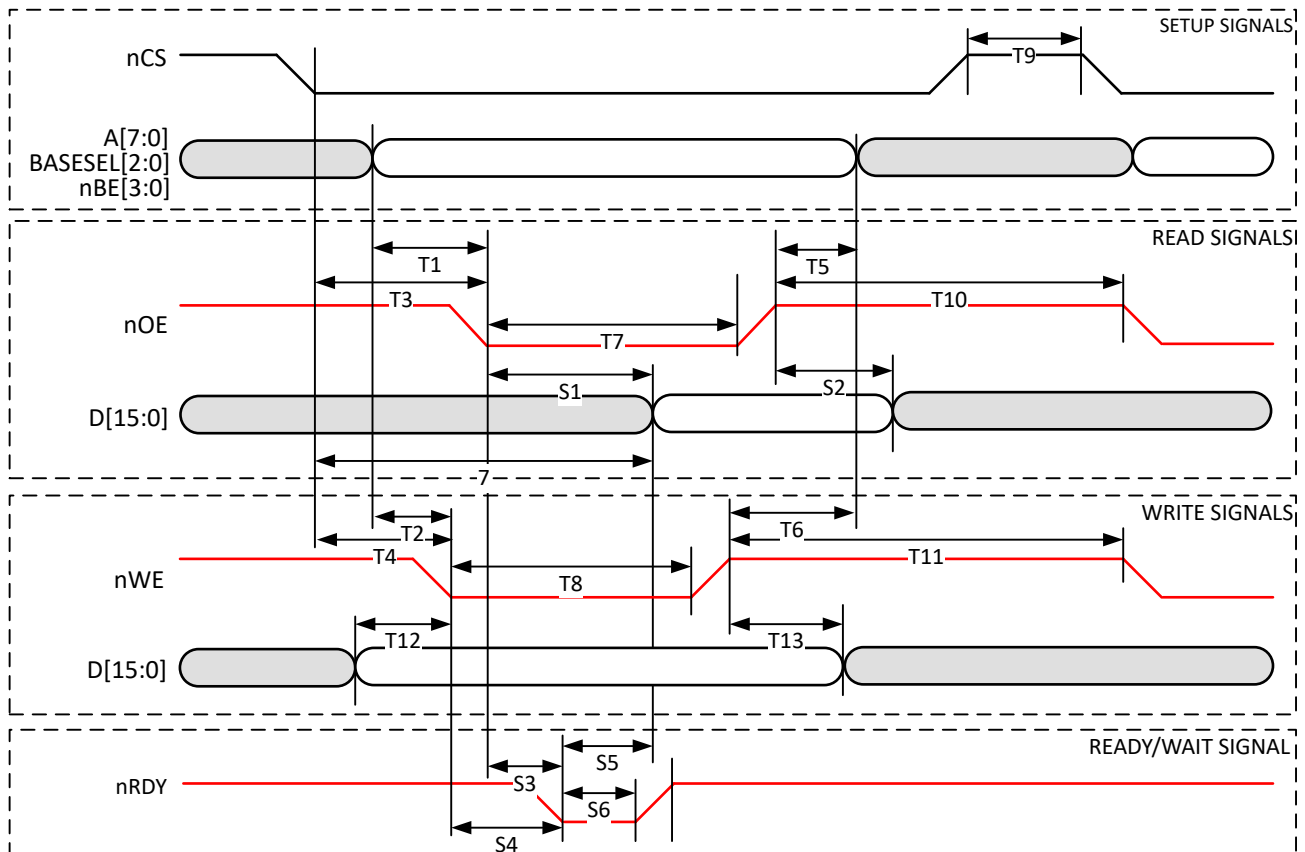 SETUP SIGNALS
nCS
T9
A[7:0]
BASESEL[2:0]
nBE[3:0]
READ SIGNALS
T1
T5
T3
T10
nOE
T7
S1
S2
D[15:0]
7
WRITE SIGNALS
T2
T6
T4
T11
nWE
T8
T12
T13
D[15:0]
READY/WAIT SIGNAL
S5
nRDY
S3
S6
S4